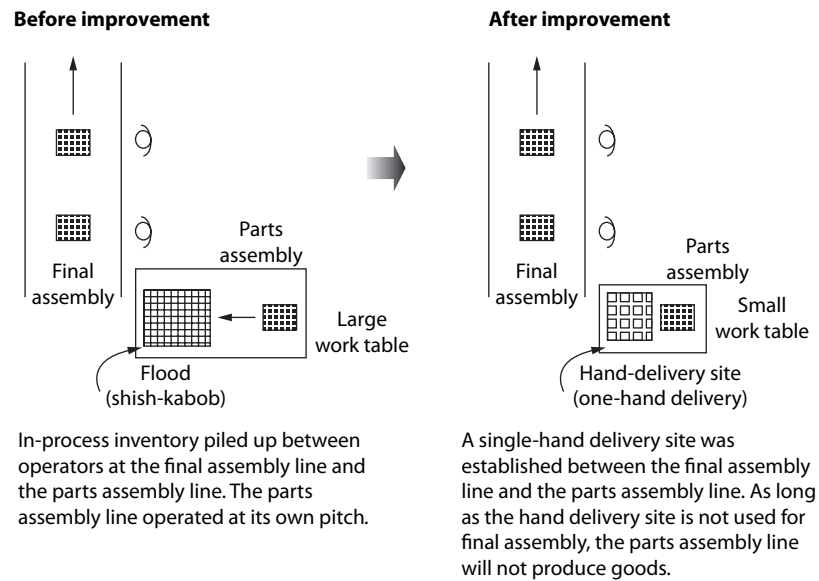 Before improvement
Final
assembly
Parts
assembly
Large
work table
Flood
(shish-kabob)
In-process inventory piled up between
operators at the final assembly line and
the parts assembly line. The parts
assembly line operated at its own pitch.
After improvement
Final
assembly
Parts
assembly
Small
work table
Hand-delivery site
(one-hand delivery)
A single-hand delivery site was
established between the final assembly
line and the parts assembly line. As long
as the hand delivery site is not used for
final assembly, the parts assembly line
will not produce goods.